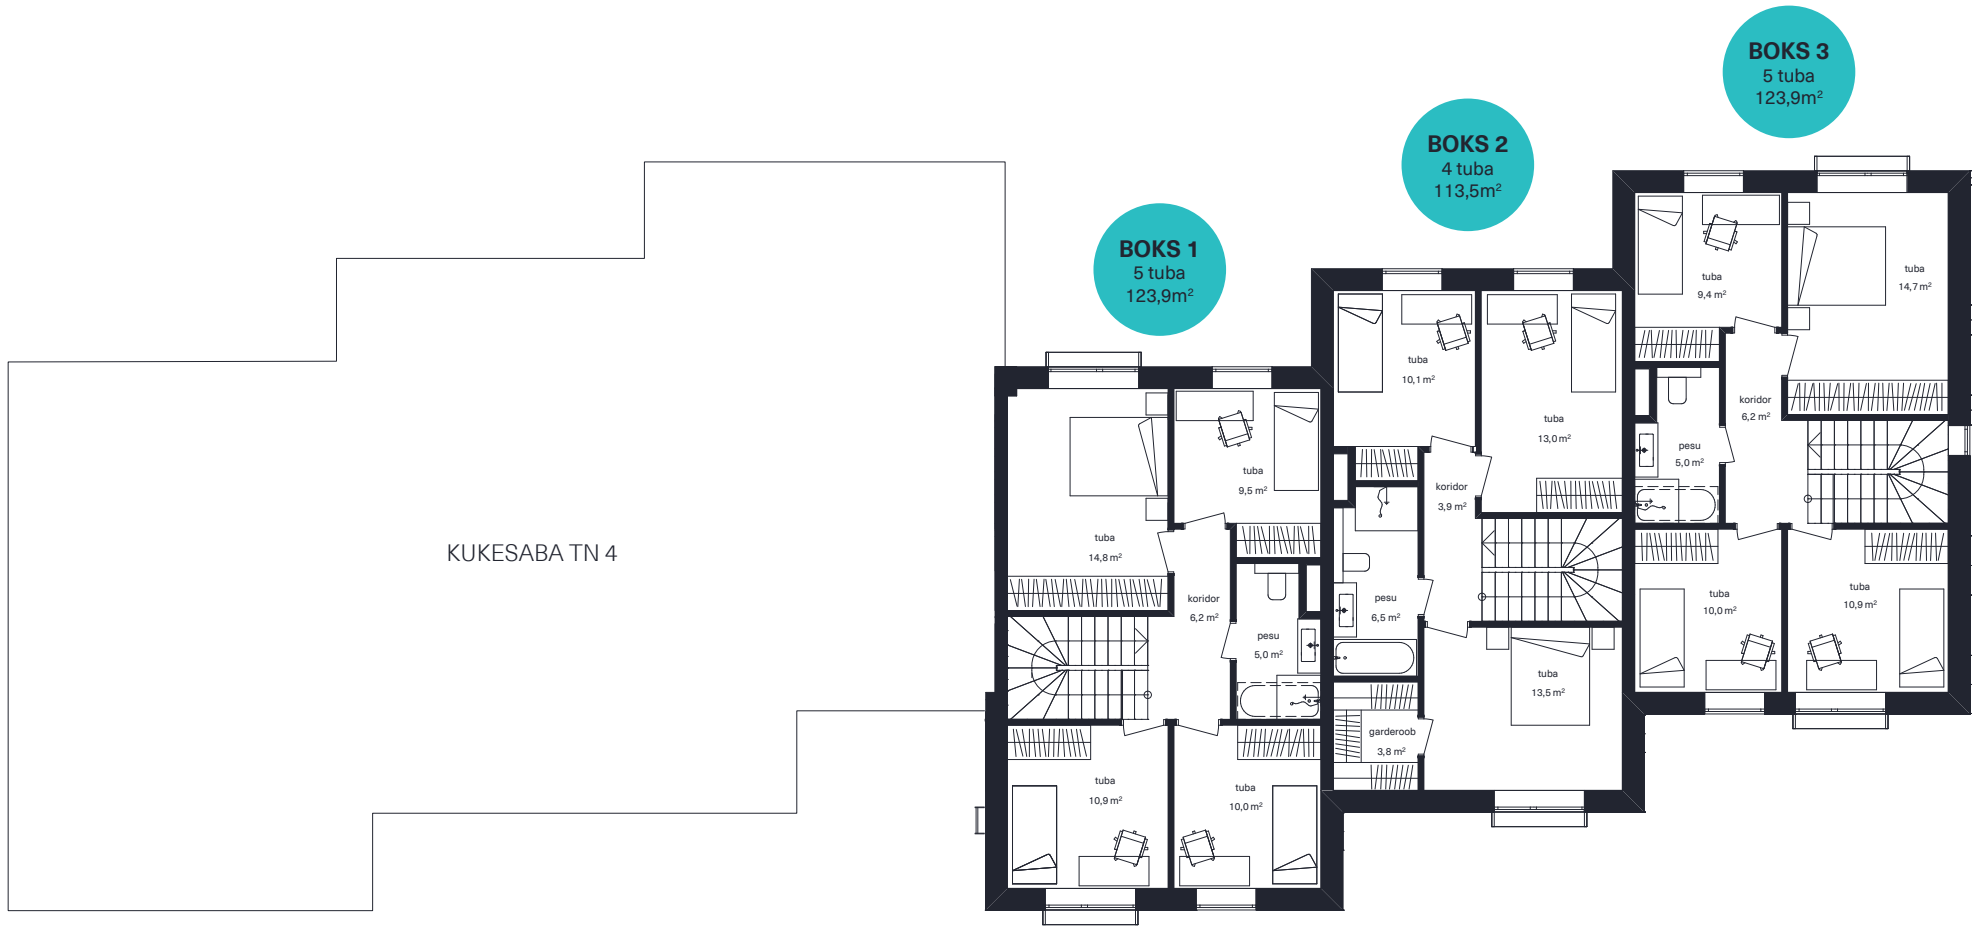 BOKS 3
5 tuba
123,9m²
BOKS 2
4 tuba
113,5m²
BOKS 1
5 tuba
123,9m²
KUKESABA TN 4
tuba
14,8 m²
tuba
9,5 m²
koridor
6,2 m²
pesu
5,0 m²
tuba
10,9 m²
tuba
10,0 m²
tuba
10,1 m²
tuba
13,0 m²
koridor
3,9 m²
pesu
6,5 m²
tuba
13,5 m²
garderoob
3,8 m²
tuba
9,4 m²
tuba
14,7 m²
koridor
6,2 m²
pesu
5,0 m²
tuba
10,0 m²
tuba
10,9 m²